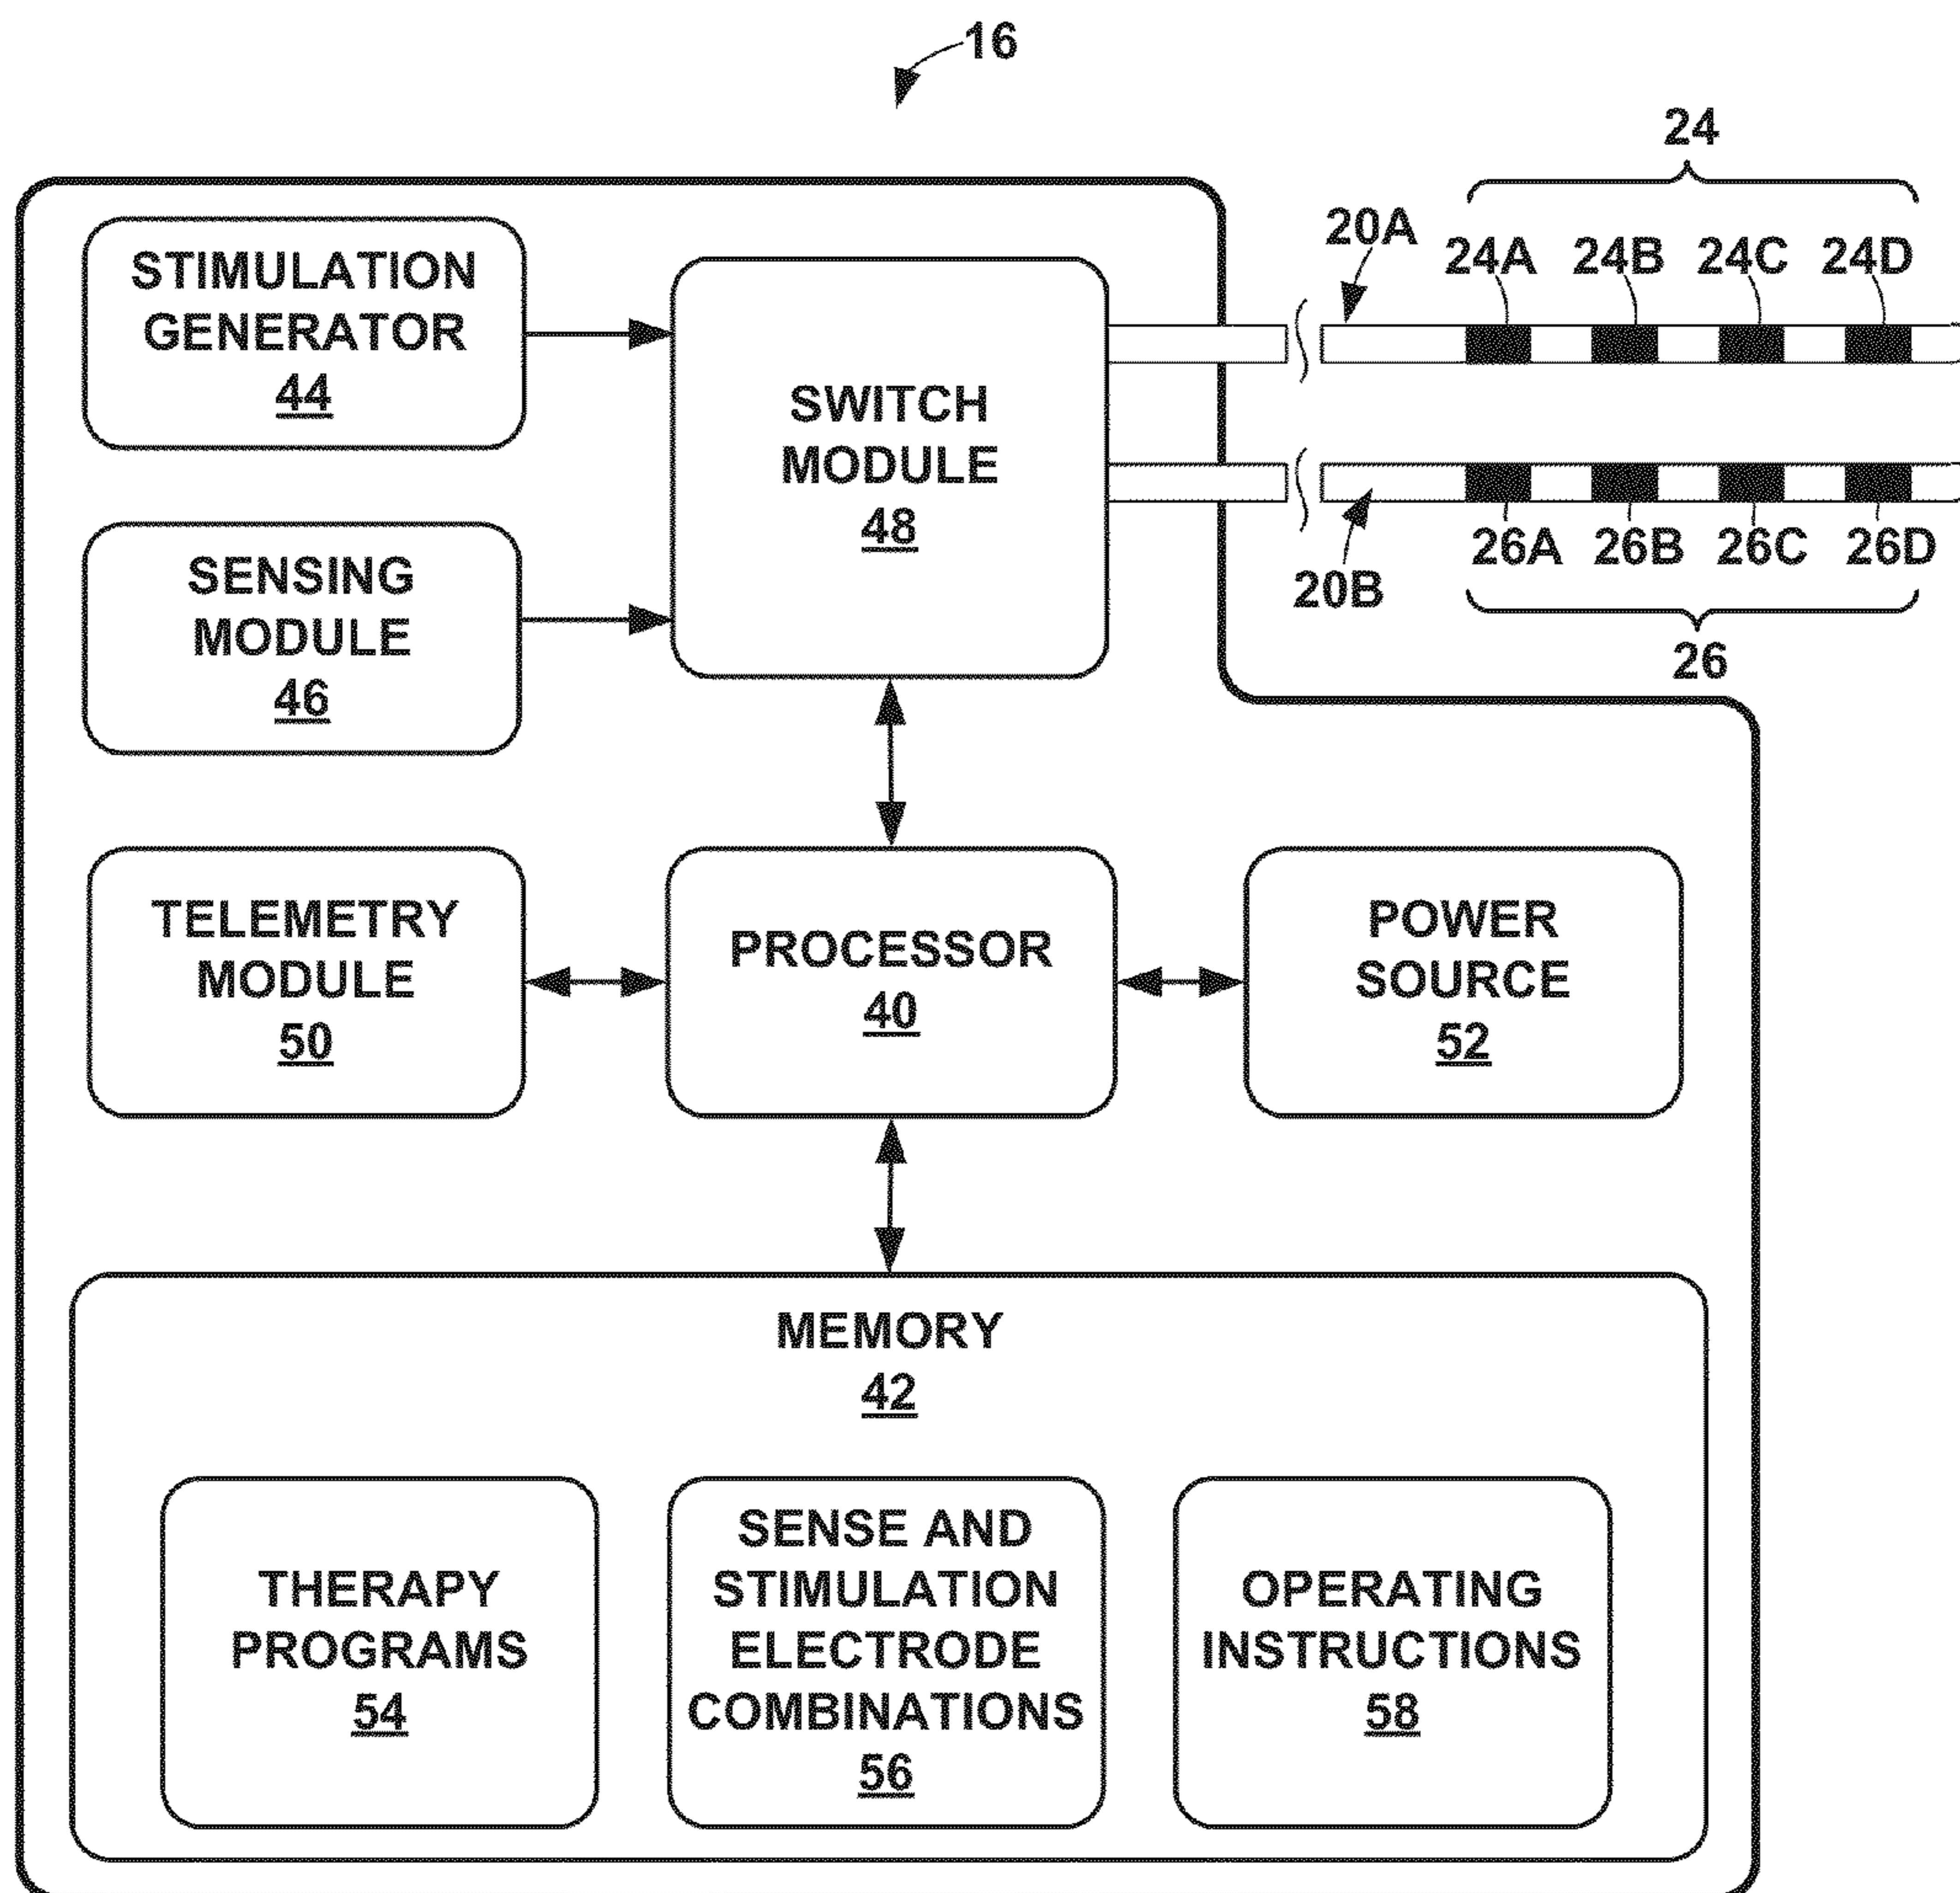 16
24
20A
24A 24B 24C 24D
STIMULATION
GENERATOR
44
SWITCH
MODULE
48
26A 26B 26C 26D
20B
26
SENSING
MODULE
46
TELEMETRY
MODULE
50
PROCESSOR
40
POWER
SOURCE
52
MEMORY
42
THERAPY
PROGRAMS
54
SENSE AND
STIMULATION
ELECTRODE
COMBINATIONS
56
OPERATING
INSTRUCTIONS
58